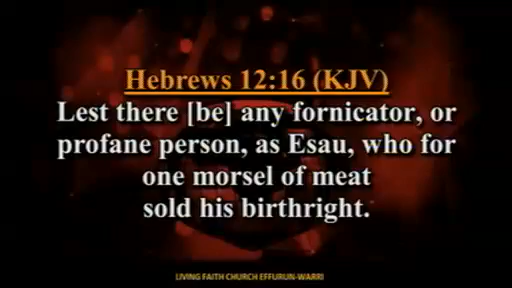 Hebrews 12:16 (KJV)
Lest there [be] any fornicator, or
profane person, as Esau, who for
one morsel of meat
sold his birthright.
LIVING FAITH CHURCH EFFURUN-WARRI